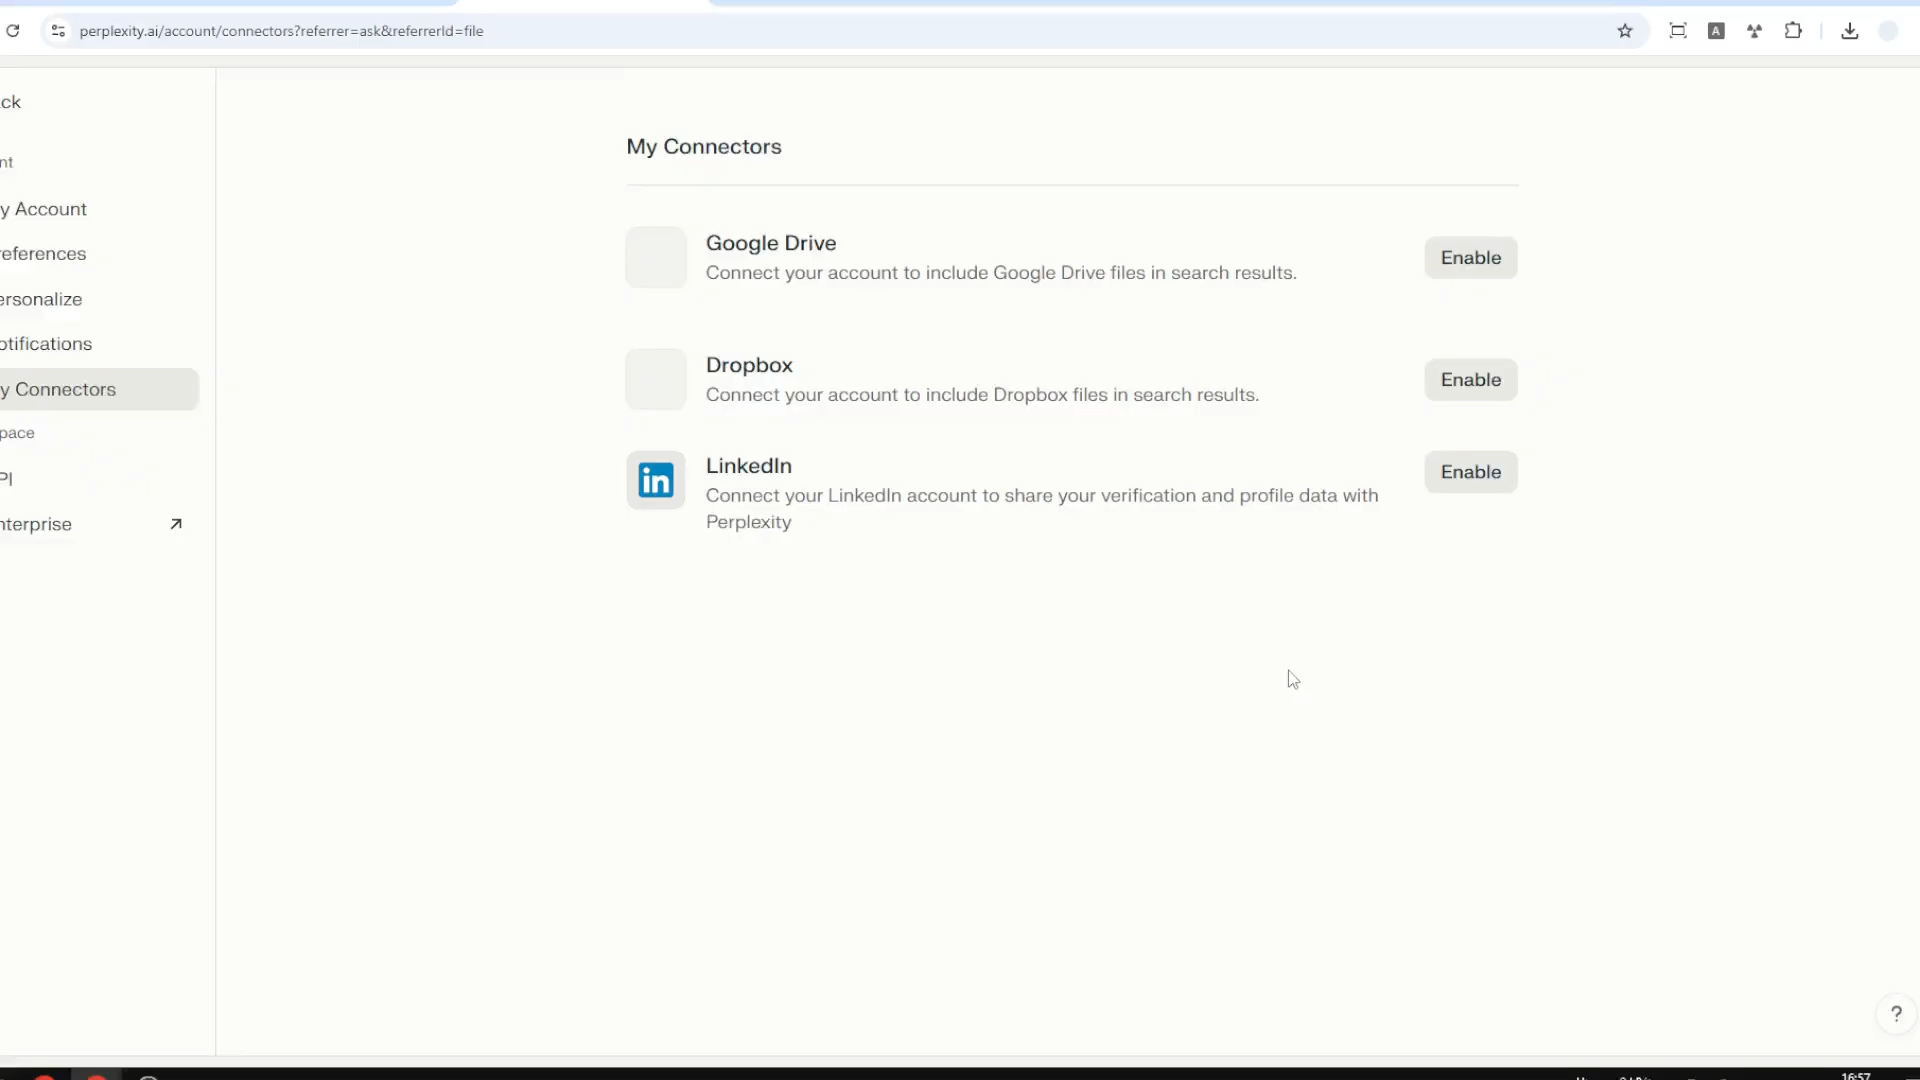 perplexity.ai/account/connectors?referrer=ask&referrerId=file
A
ck
nt
y Account
references
ersonalize
otifications
y Connectors
pace
PI
nterprise
My Connectors
Google Drive
Connect your account to include Google Drive files in search results.
Enable
Dropbox
Connect your account to include Dropbox files in search results.
Enable
in
LinkedIn
Connect your LinkedIn account to share your verification and profile data with
Perplexity
Enable
?
16:57